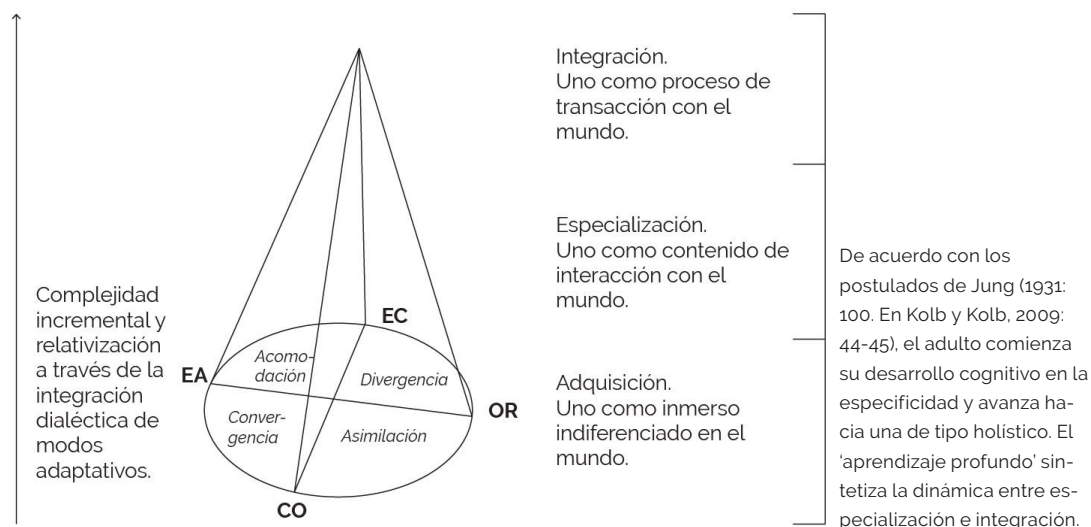 Complejidad
incremental y
relativización
a través de la
integración
dialéctica de
modos
adaptativos.
EC
EA
OR
CO
Acomo-
dación
Divergencia
Conver-
gencia
Asimilación
Integración.
Uno como proceso de
transacción con el
mundo.
Especialización.
Uno como contenido de
interacción con el
mundo.
Adquisición.
Uno como inmerso
indiferenciado en el
mundo.
De acuerdo con los
postulados de Jung (1931:
100. En Kolb y Kolb, 2009:
44-45), el adulto comienza
su desarrollo cognitivo en la
especificidad y avanza ha-
cia una de tipo holístico. El
‘aprendizaje profundo’ sin-
tetiza la dinámica entre es-
pecialización e integración.